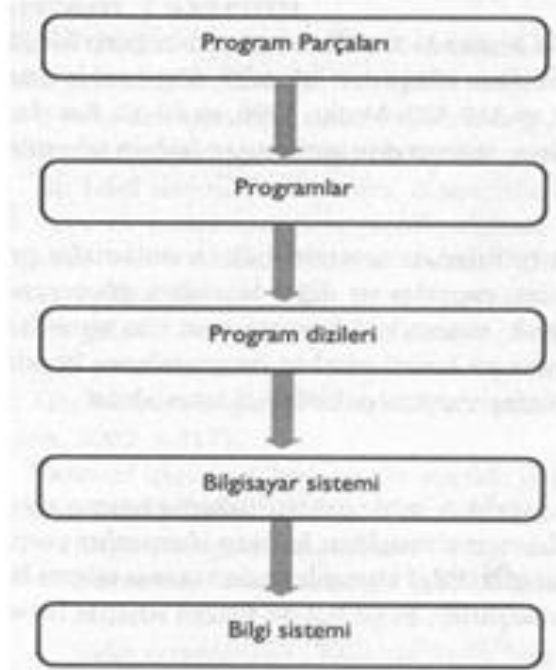 Program Parçaları
Programlar
Program dizileri
Bilgisayar sistemi
Bilgi sistemi